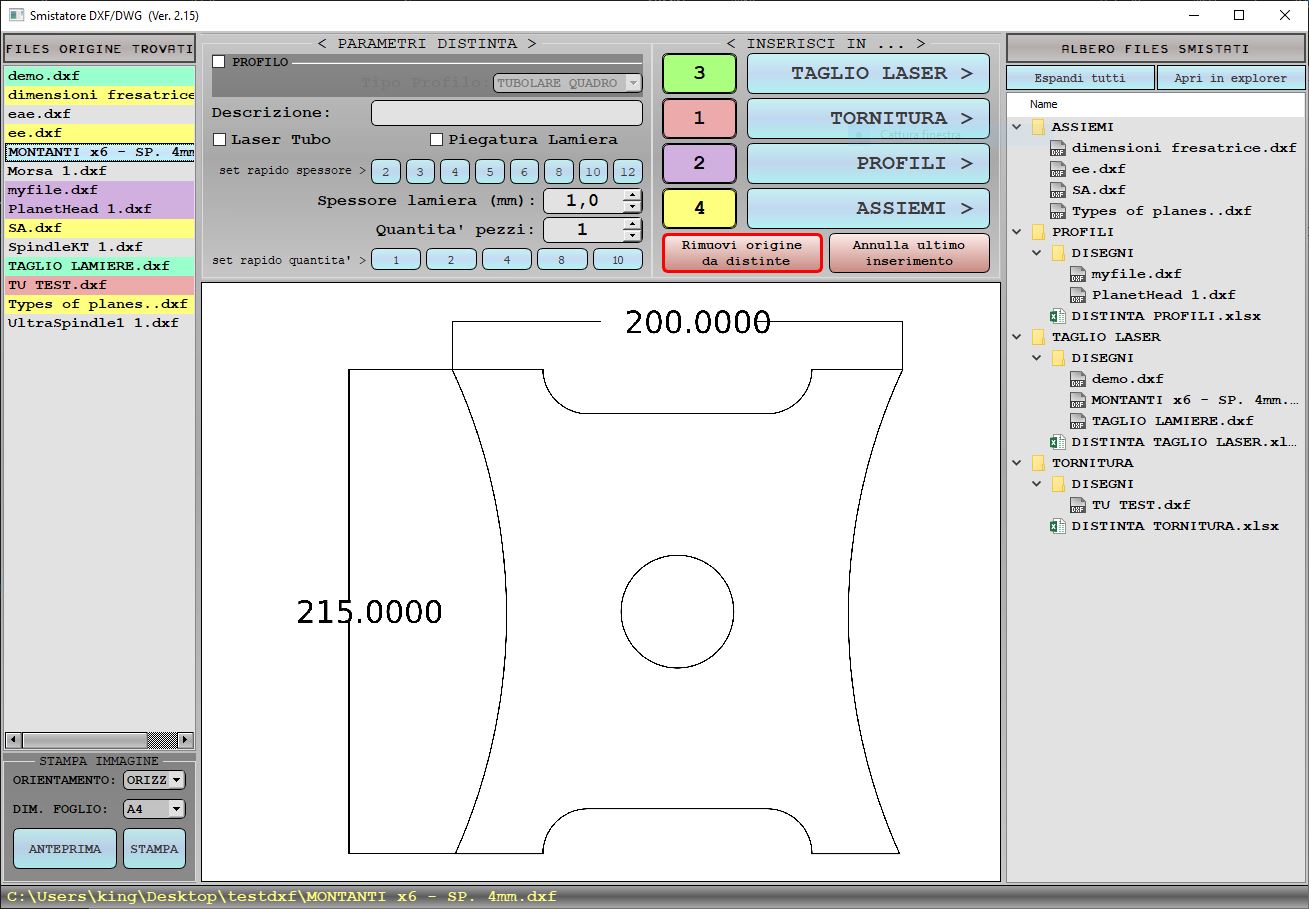 Smistatore DXF/DWG  (Ver. 2.15)
FILES ORIGINE TROVATI
demo.dxf
dimensioni fresatrice
eae.dxf
ee.dxf
MONTANTI x6 - SP. 4mm
Morsa 1.dxf
myfile.dxf
PlanetHead 1.dxf
SA.dxf
SpindleKT 1.dxf
TAGLIO LAMIERE.dxf
TU TEST.dxf
Types of planes..dxf
UltraSpindle1 1.dxf
STAMPA IMMAGINE
ORIENTAMENTO: ORIZZ
DIM. FOGLIO: A4
ANTEPRIMA STAMPA
< PARAMETRI DISTINTA >
PROFILO
Tipo Profilo: TUBOLARE QUADRO
Descrizione:
Laser Tubo Piegatura Lamiera
set rapido spessore > 2 3 4 5 6 8 10 12
Spessore lamiera (mm): 1,0
Quantita' pezzi: 1
set rapido quantita' > 1 2 4 8 10
< INSERISCI IN ... >
3 TAGLIO LASER >
1 TORNITURA >
Cattura finestra
2 PROFILI >
4 ASSIEMI >
Rimuovi origine
da distinte
Annulla ultimo
inserimento
200.0000
215.0000
ALBERO FILES SMISTATI
Espandi tutti Apri in explorer
Name
ASSIEMI
dimensioni fresatrice.dxf
ee.dxf
SA.dxf
Types of planes..dxf
PROFILI
DISEGNI
myfile.dxf
PlanetHead 1.dxf
DISTINTA PROFILI.xlsx
TAGLIO LASER
DISEGNI
demo.dxf
MONTANTI x6 - SP. 4mm....
TAGLIO LAMIERE.dxf
DISTINTA TAGLIO LASER.xl...
TORNITURA
DISEGNI
TU TEST.dxf
DISTINTA TORNITURA.xlsx
C:\Users\king\Desktop\testdxf\MONTANTI x6 - SP. 4mm.dxf